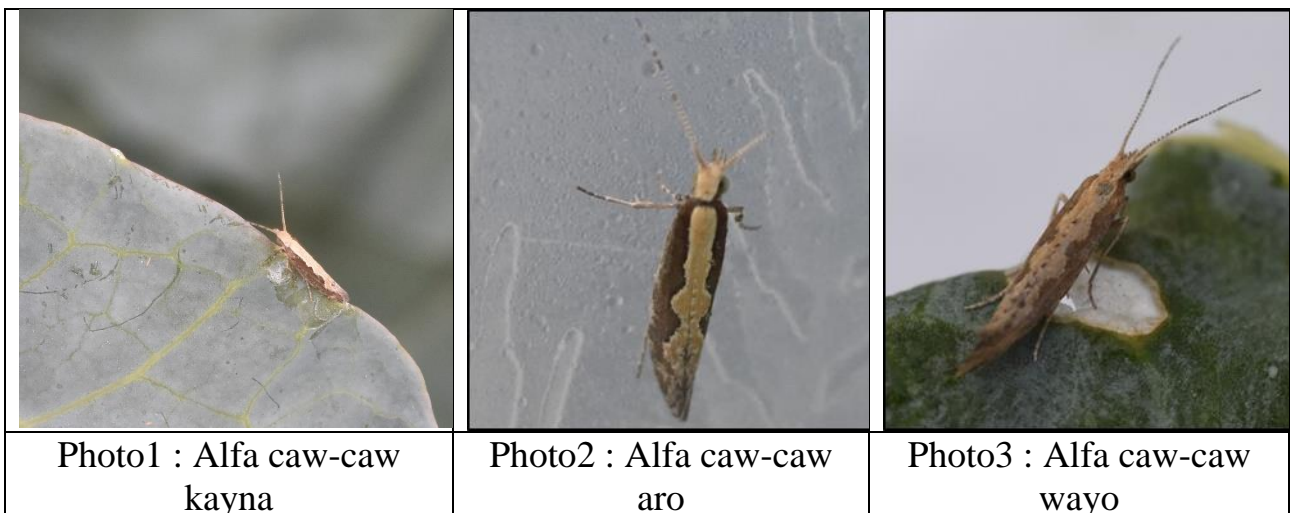 Photo1 : Alfa caw-caw
kayna
Photo2 : Alfa caw-caw
aro
Photo3 : Alfa caw-caw
wayo